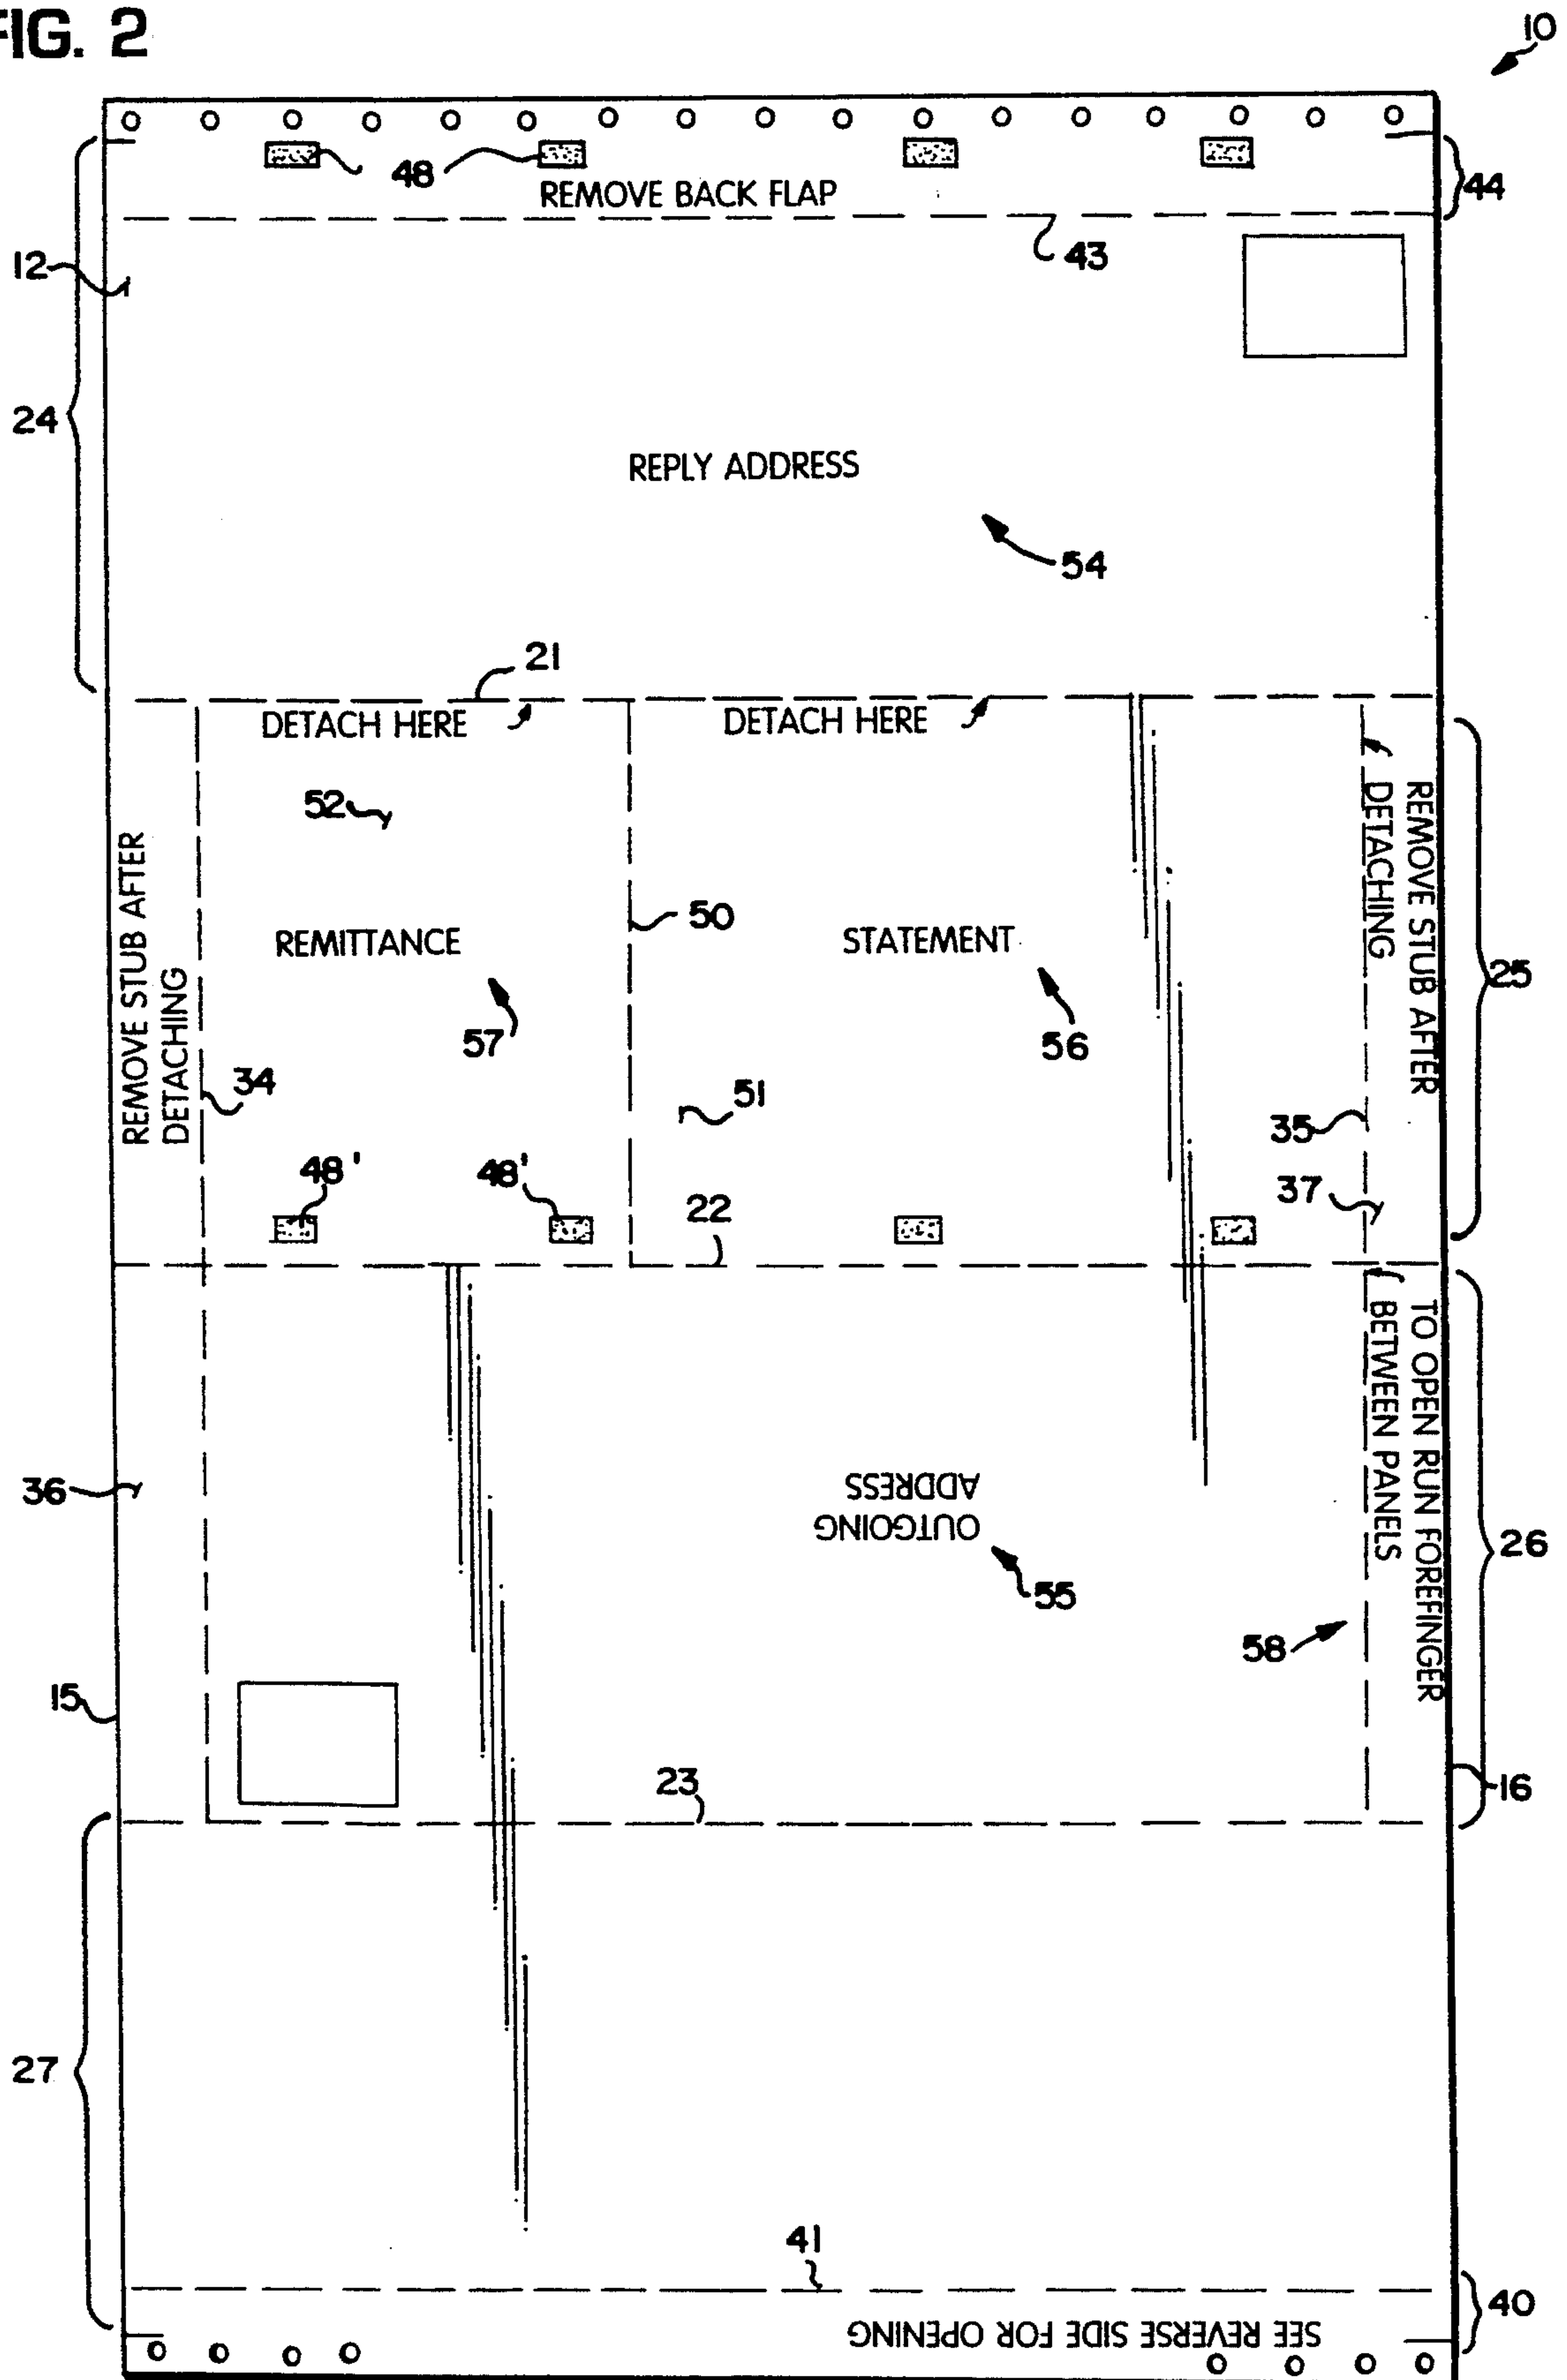 FIG. 2
10
48
44
REMOVE BACK FLAP
43
12
24
REPLY ADDRESS
54
21
DETACH HERE
DETACH HERE
52
REMOVE STUB AFTER
DETACHING
REMITTANCE
50
STATEMENT
REMOVE STUB AFTER
DETACHING
25
57
56
34
51
35
37
48'
48'
22
TO OPEN RUN FOREFINGER
BETWEEN PANELS
36
OUTGOING
ADDRESS
55
26
58
15
23
16
27
41
40
SEE REVERSE SIDE FOR OPENING